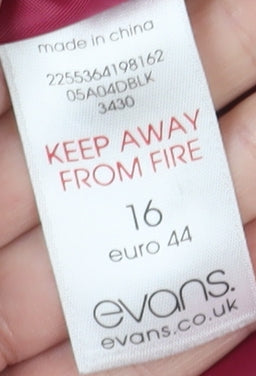 made in china
2255364198162
05A04DBLK
3430
KEEP AWAY
FROM FIRE
16
euro 44
evans.
evans.co.uk